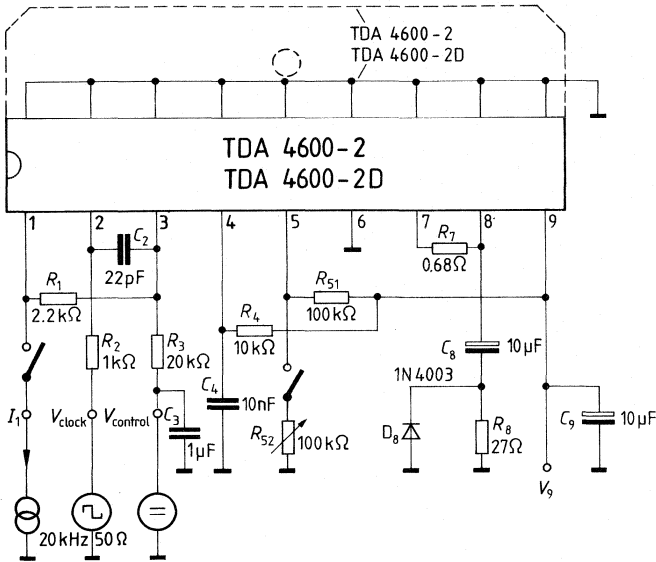 TDA 4600-2
TDA 4600-2D
TDA 4600-2
TDA 4600-2D
1 2 3 4 5 6 7 8 9
C2
22pF
R7
0.68Ω
R1
2.2kΩ
R51
100kΩ
R4
10kΩ
R2
1kΩ
R3
20kΩ
C8
10µF
1N4003
C4
10nF
I1
Vclock
Vcontrol
C3
1µF
R52
100kΩ
D8
R8
27Ω
C9
10µF
V9
20kHz 50Ω